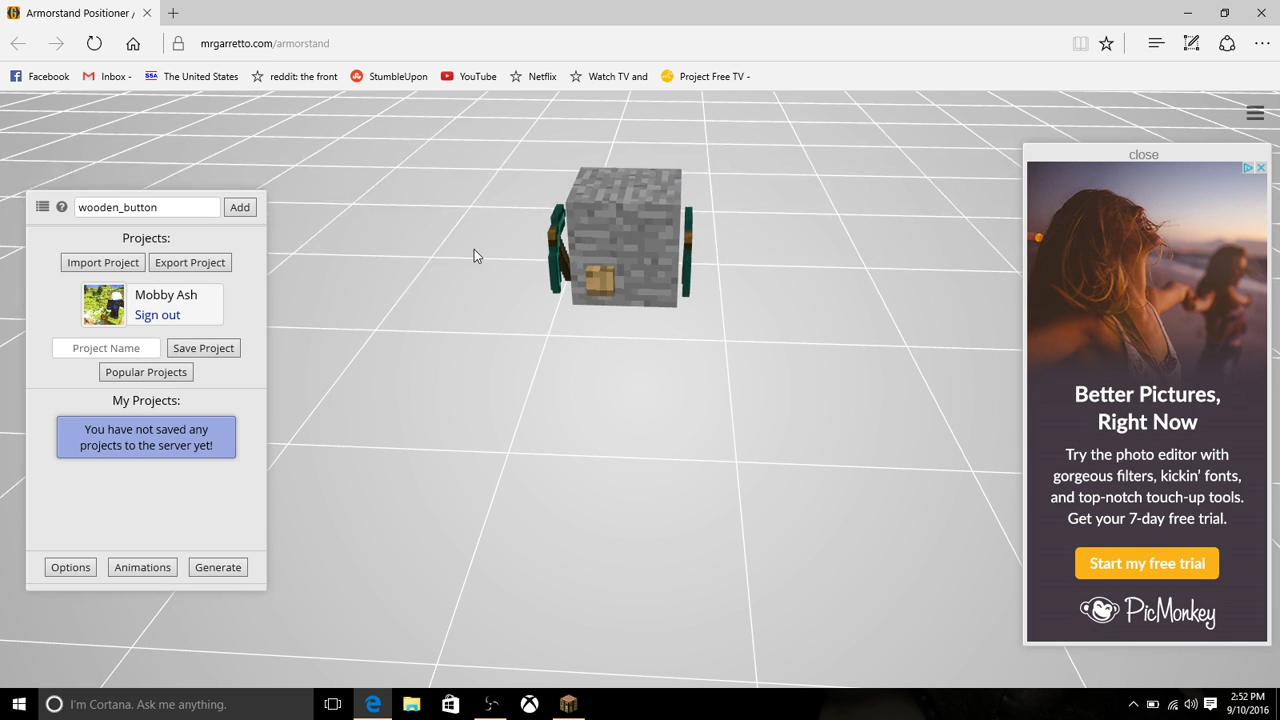 Armorstand Positioner /
mrgarretto.com/armorstand
Facebook
Inbox -
SSA
The United States
reddit: the front
StumbleUpon
YouTube
Netflix
Watch TV and
Project Free TV -
wooden_button
Add
Projects:
Import Project
Export Project
Mobby Ash
Sign out
Project Name
Save Project
Popular Projects
My Projects:
You have not saved any
projects to the server yet!
Options
Animations
Generate
close
Better Pictures,
Right Now
Try the photo editor with
gorgeous filters, kickin' fonts,
and top-notch touch-up tools.
Get your 7-day free trial.
Start my free trial
PicMonkey
I'm Cortana. Ask me anything.
2:52 PM
9/10/2016